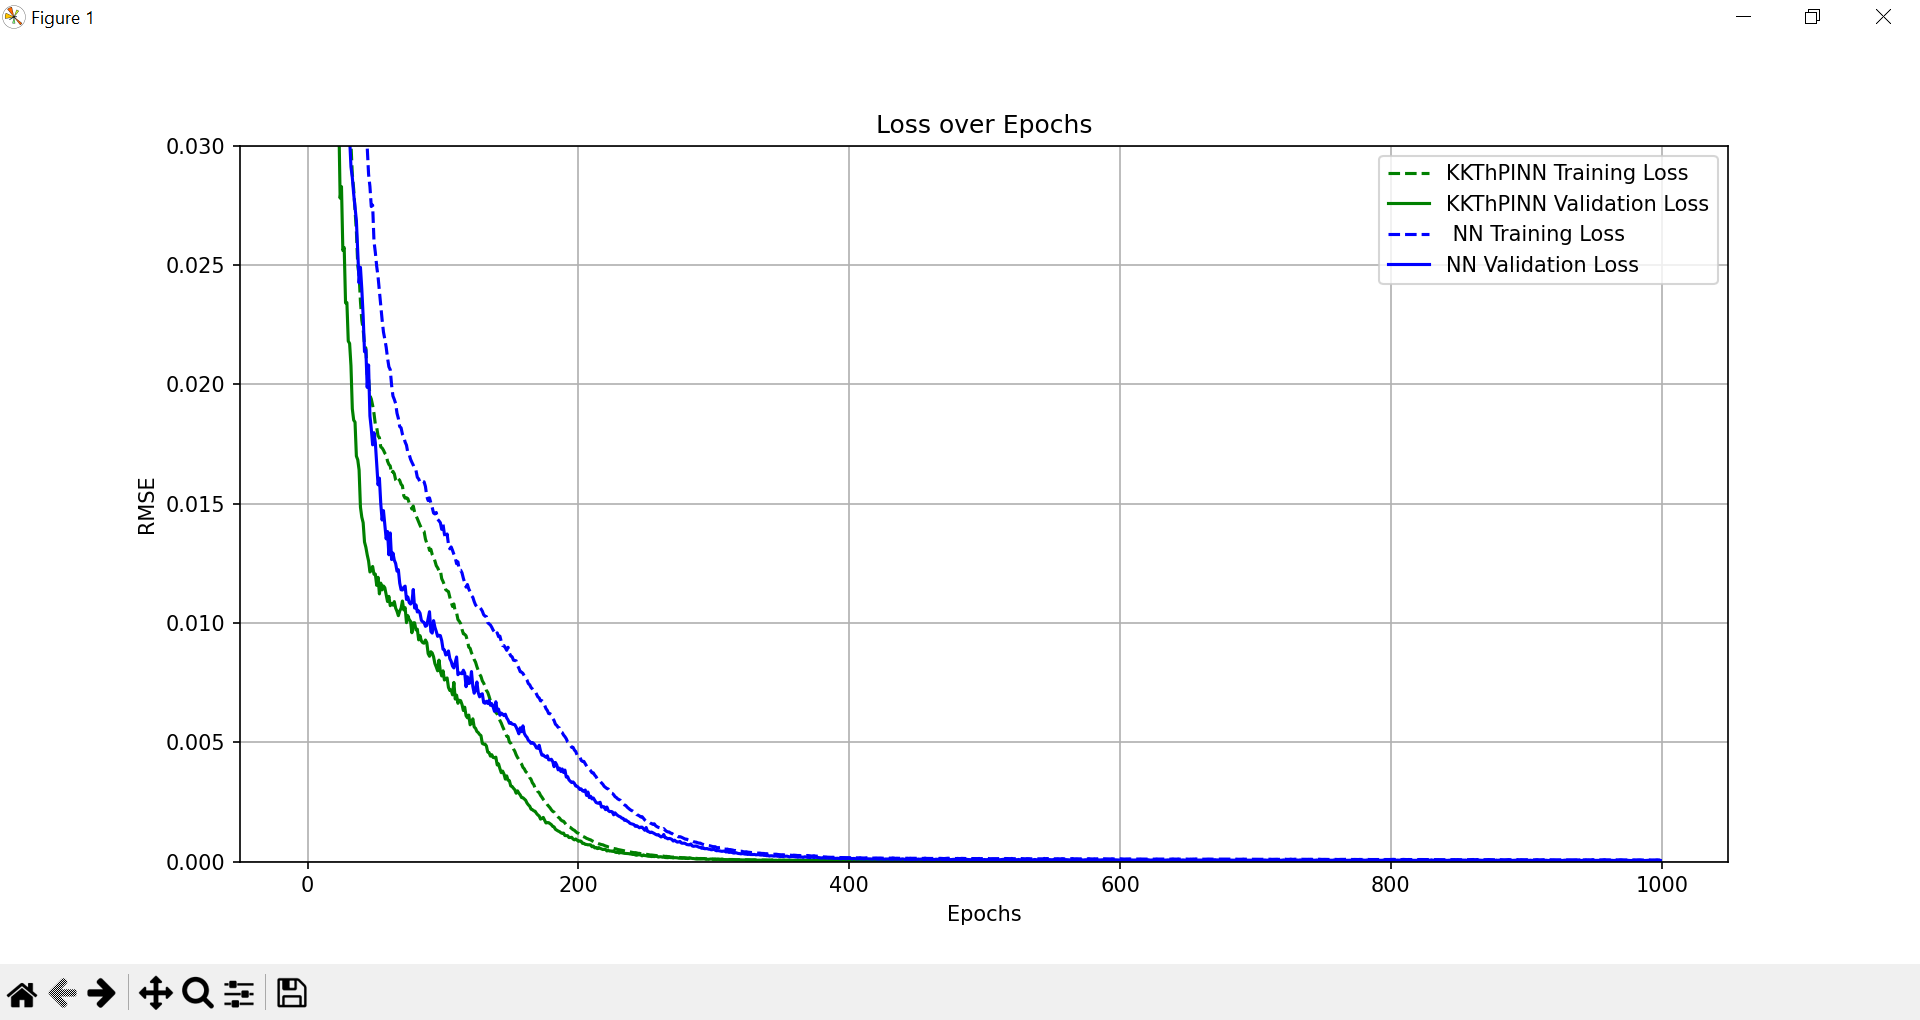 Figure 1
Loss over Epochs
0.030
0.025
0.020
0.015
0.010
0.005
0.000
RMSE
KKThPINN Training Loss
KKThPINN Validation Loss
NN Training Loss
NN Validation Loss
0 200 400 600 800 1000
Epochs